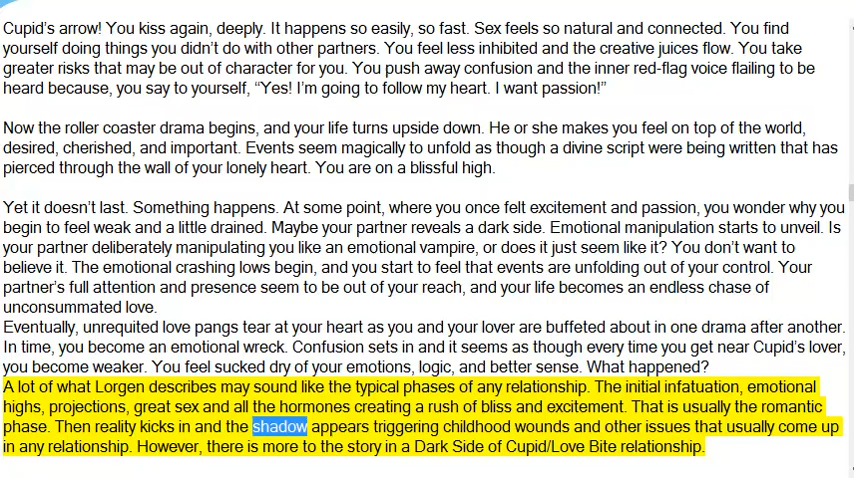 Cupid’s arrow! You kiss again, deeply. It happens so easily, so fast. Sex feels so natural and connected. You find
yourself doing things you didn’t do with other partners. You feel less inhibited and the creative juices flow. You take
greater risks that may be out of character for you. You push away confusion and the inner red-flag voice flailing to be
heard because, you say to yourself, “Yes! I’m going to follow my heart. I want passion!”
Now the roller coaster drama begins, and your life turns upside down. He or she makes you feel on top of the world,
desired, cherished, and important. Events seem magically to unfold as though a divine script were being written that has
pierced through the wall of your lonely heart. You are on a blissful high.
Yet it doesn’t last. Something happens. At some point, where you once felt excitement and passion, you wonder why you
begin to feel weak and a little drained. Maybe your partner reveals a dark side. Emotional manipulation starts to unveil. Is
your partner deliberately manipulating you like an emotional vampire, or does it just seem like it? You don’t want to
believe it. The emotional crashing lows begin, and you start to feel that events are unfolding out of your control. Your
partner’s full attention and presence seem to be out of your reach, and your life becomes an endless chase of
unconsummated love.
Eventually, unrequited love pangs tear at your heart as you and your lover are buffeted about in one drama after another.
In time, you become an emotional wreck. Confusion sets in and it seems as though every time you get near Cupid’s lover,
you become weaker. You feel sucked dry of your emotions, logic, and better sense. What happened?
A lot of what Lorgen describes may sound like the typical phases of any relationship. The initial infatuation, emotional
highs, projections, great sex and all the hormones creating a rush of bliss and excitement. That is usually the romantic
phase. Then reality kicks in and the shadow appears triggering childhood wounds and other issues that usually come up
in any relationship. However, there is more to the story in a Dark Side of Cupid/Love Bite relationship.